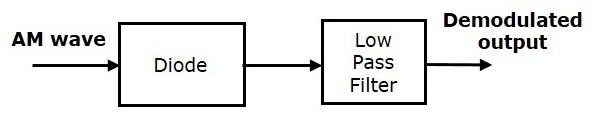 AM wave
Diode
Low
Pass
Filter
Demodulated
output